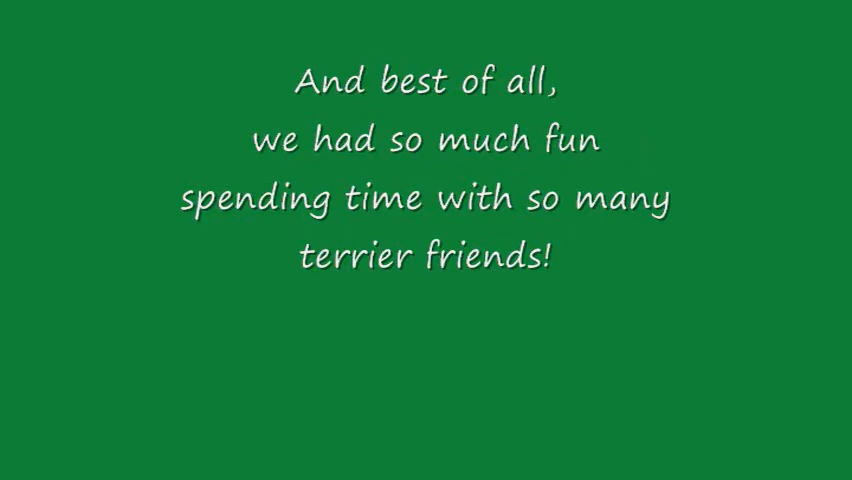 And best of all,
we had so much fun
spending time with so many
terrier friends!